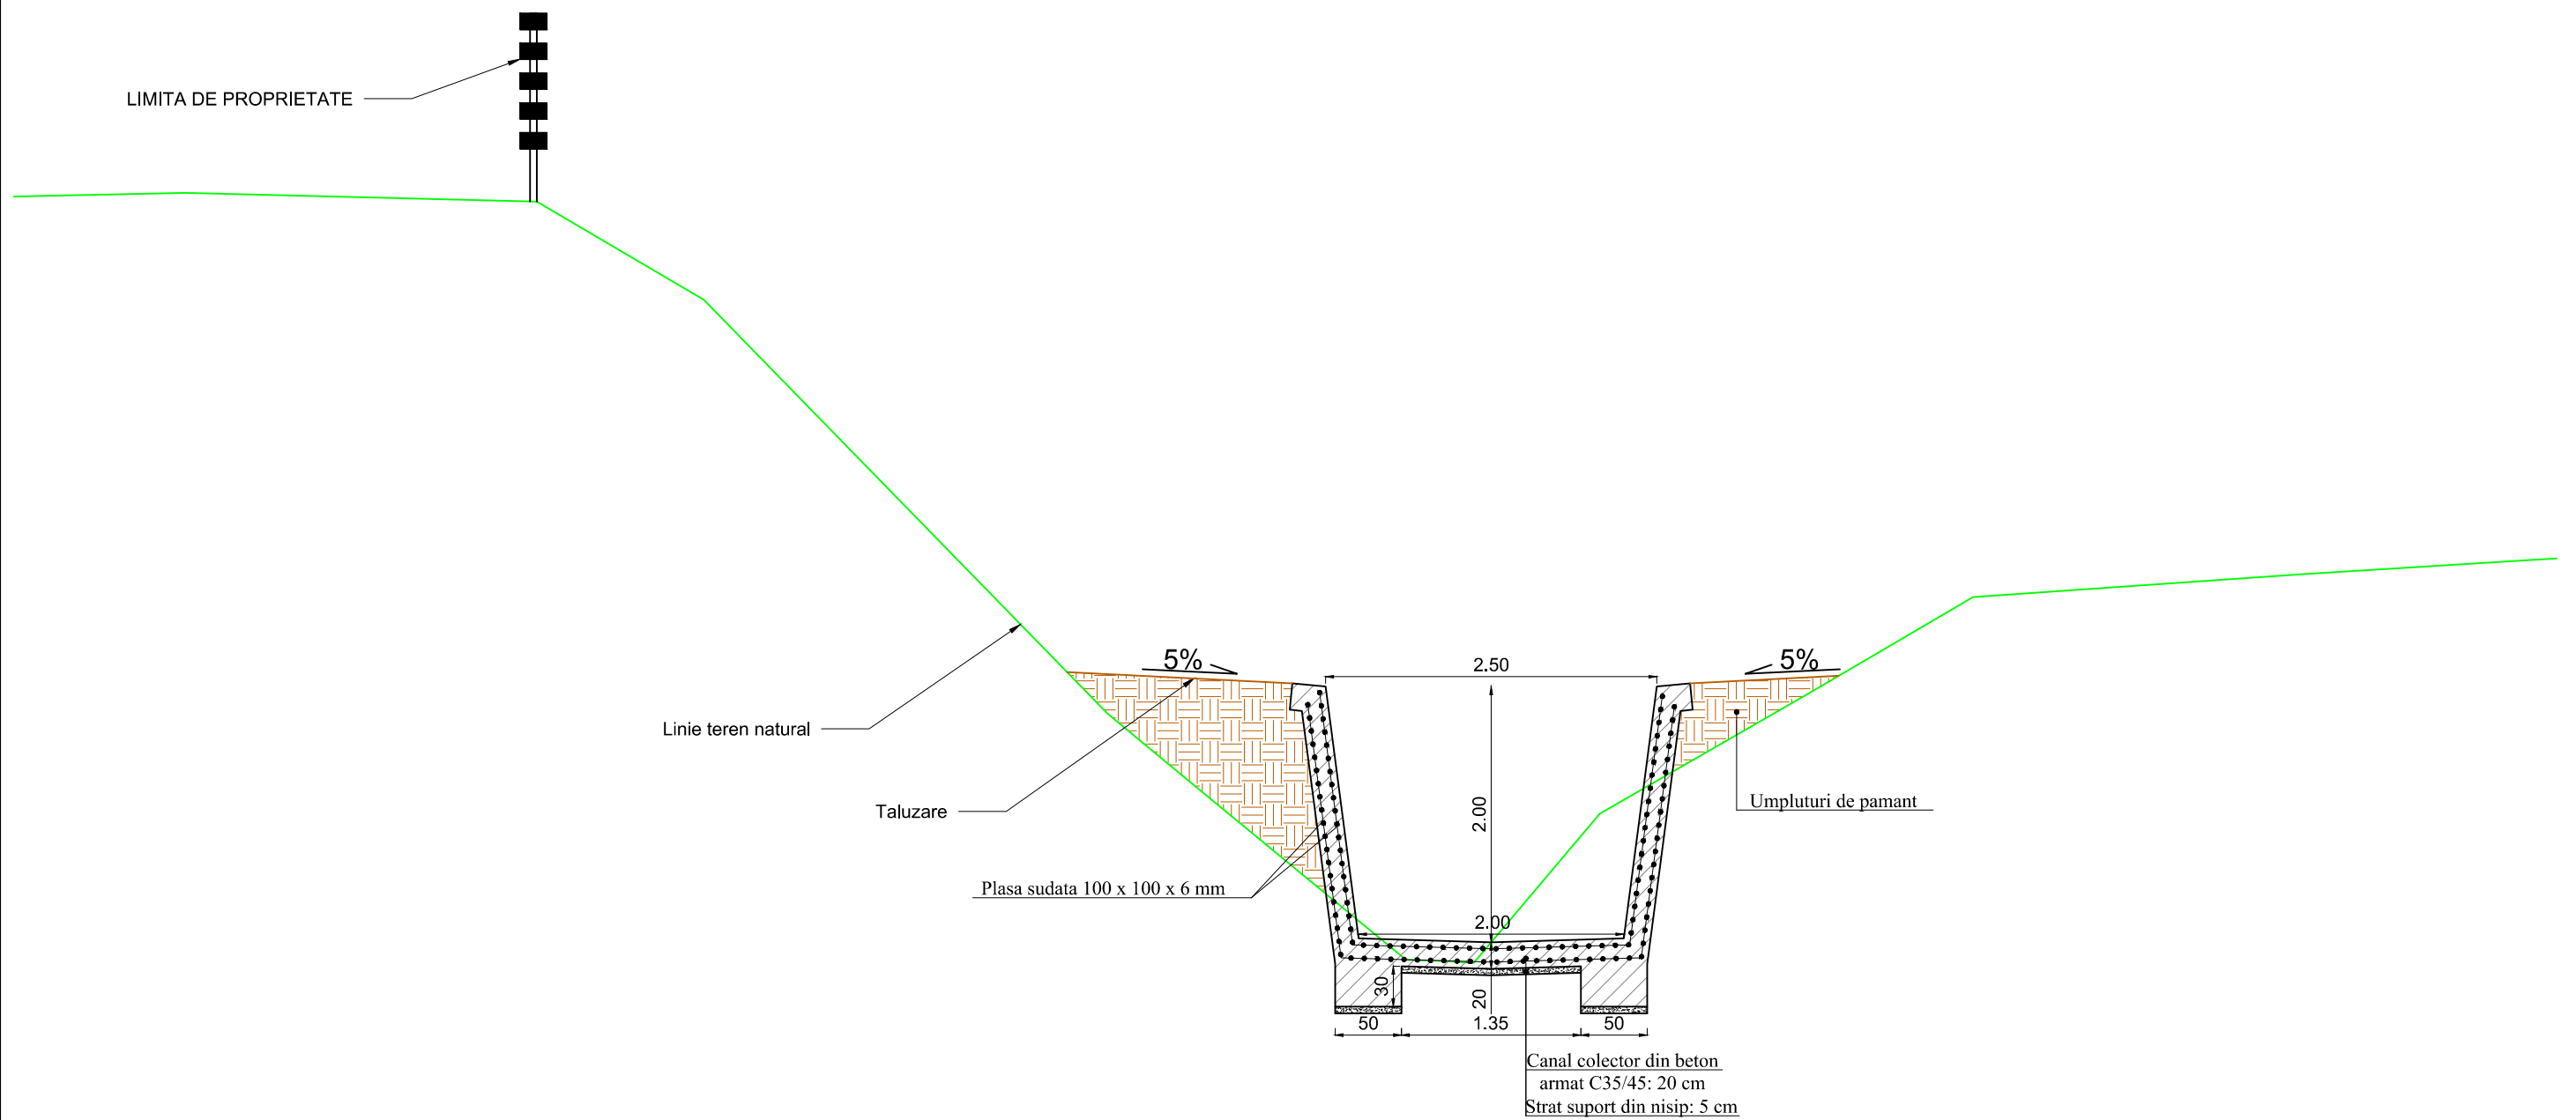 LIMITA DE PROPRIETATE
5%
2.50
5%
Linie teren natural
2.00
Umpluturi de pamant
Taluzare
Plasa sudata 100 x 100 x 6 mm
2.00
30
20
50
1.35
50
Canal colector din beton
armat C35/45: 20 cm
Strat suport din nisip: 5 cm